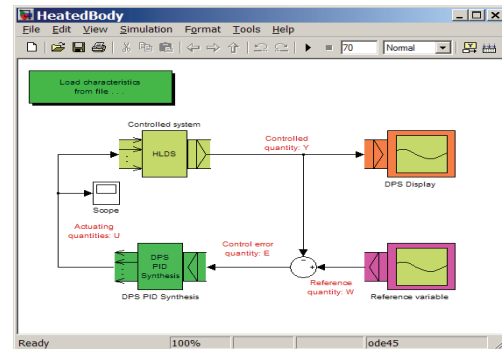 HeatedBody
File Edit View Simulation Format Tools Help
70 Normal
Load characteristics
from file . . .
Controlled system
HLDS
Controlled
quantity: Y
DPS Display
Scope
Actuating
quantities: U
DPS
PID
Synthesis
DPS PID Synthesis
Control error
quantity: E
Reference
quantity: W
Reference variable
Ready 100% ode45